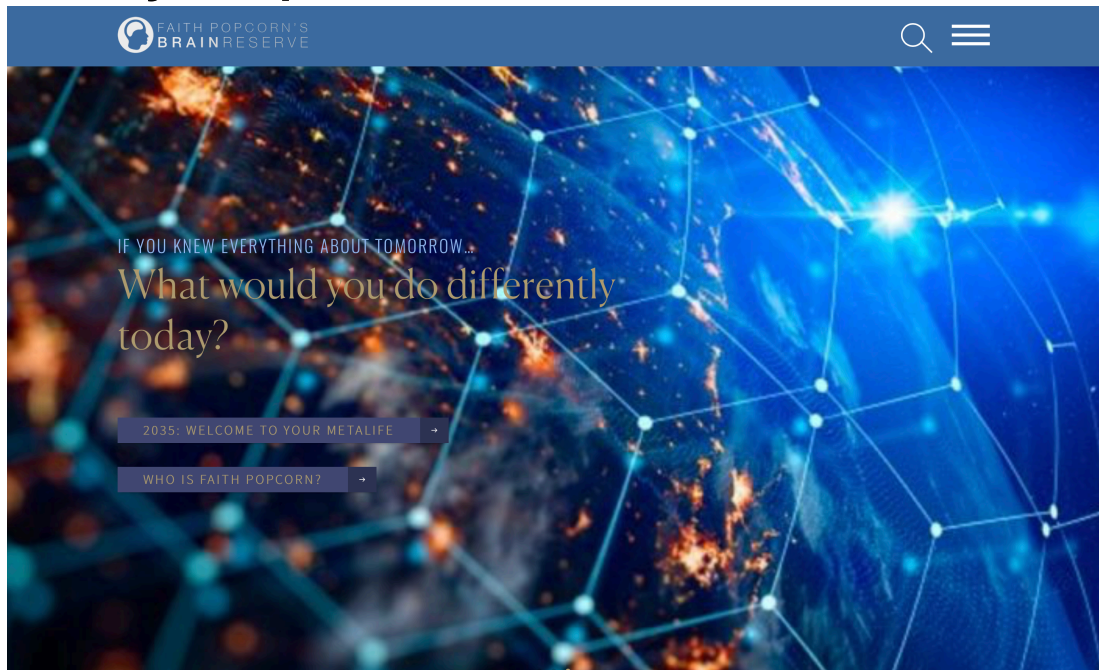 FAITH POPCORN'S
BRAINRESERVE
IF YOU KNEW EVERYTHING ABOUT TOMORROW...
What would you do differently
today?
2035: WELCOME TO YOUR METALIFE →
WHO IS FAITH POPCORN? →